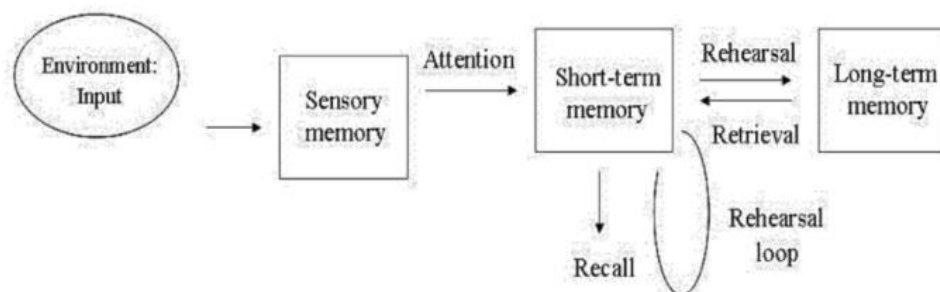 Environment:
Input
Sensory
memory
Attention
Short-term
memory
Rehearsal
Retrieval
Long-term
memory
Recall
Rehearsal
loop